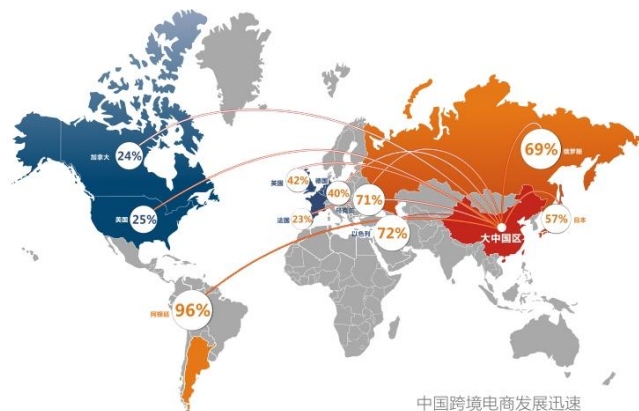 加拿大 24%
俄罗斯 69%
英国 42%
德国 40%
71%
美国 25%
法国 23%
日本 57%
以色列 72%
大中国区
阿根廷 96%
中国跨境电商发展迅速